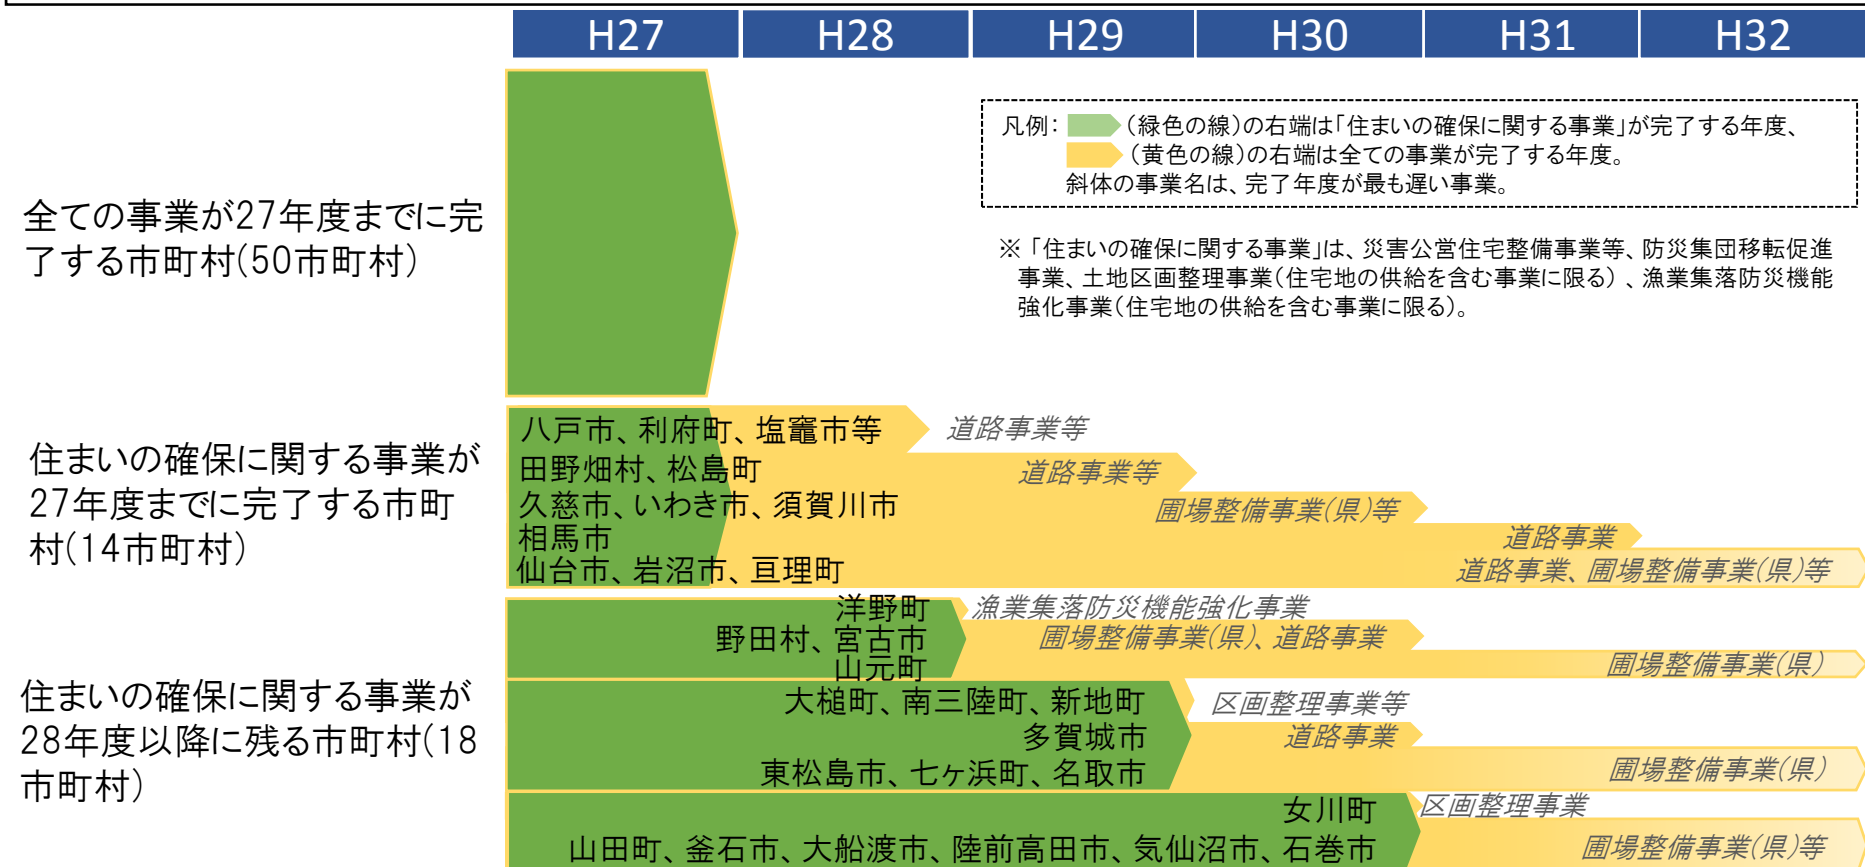 H27 H28 H29 H30 H31 H32
凡例： （緑色の線）の右端は「住まいの確保に関する事業」が完了する年度、
（黄色の線）の右端は全ての事業が完了する年度。
斜体の事業名は、完了年度が最も遅い事業。
全ての事業が27年度までに完
了する市町村(50市町村)
※「住まいの確保に関する事業」は、災害公営住宅整備事業等、防災集団移転促進
事業、土地区画整理事業（住宅地の供給を含む事業に限る）、漁業集落防災機能
強化事業（住宅地の供給を含む事業に限る）。
住まいの確保に関する事業が
27年度までに完了する市町
村(14市町村)
八戸市、利府町、塩竈市等 道路事業等
田野畑村、松島町 道路事業等
久慈市、いわき市、須賀川市 圃場整備事業(県)等
相馬市 道路事業
仙台市、岩沼市、亘理町 道路事業、圃場整備事業(県)等
住まいの確保に関する事業が
28年度以降に残る市町村(18
市町村)
洋野町 漁業集落防災機能強化事業
野田村、宮古市 圃場整備事業(県)、道路事業
山元町 圃場整備事業(県)
大槌町、南三陸町、新地町 区画整理事業等
多賀城市 道路事業
東松島市、七ヶ浜町、名取市 圃場整備事業(県)
女川町 区画整理事業
山田町、釜石市、大船渡市、陸前高田市、気仙沼市、石巻市 圃場整備事業(県)等